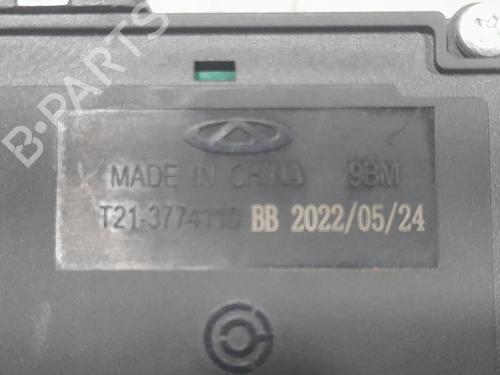 B-PARTS
MADE IN CHINA 9BM
T21-3774110 BB 2022/05/24